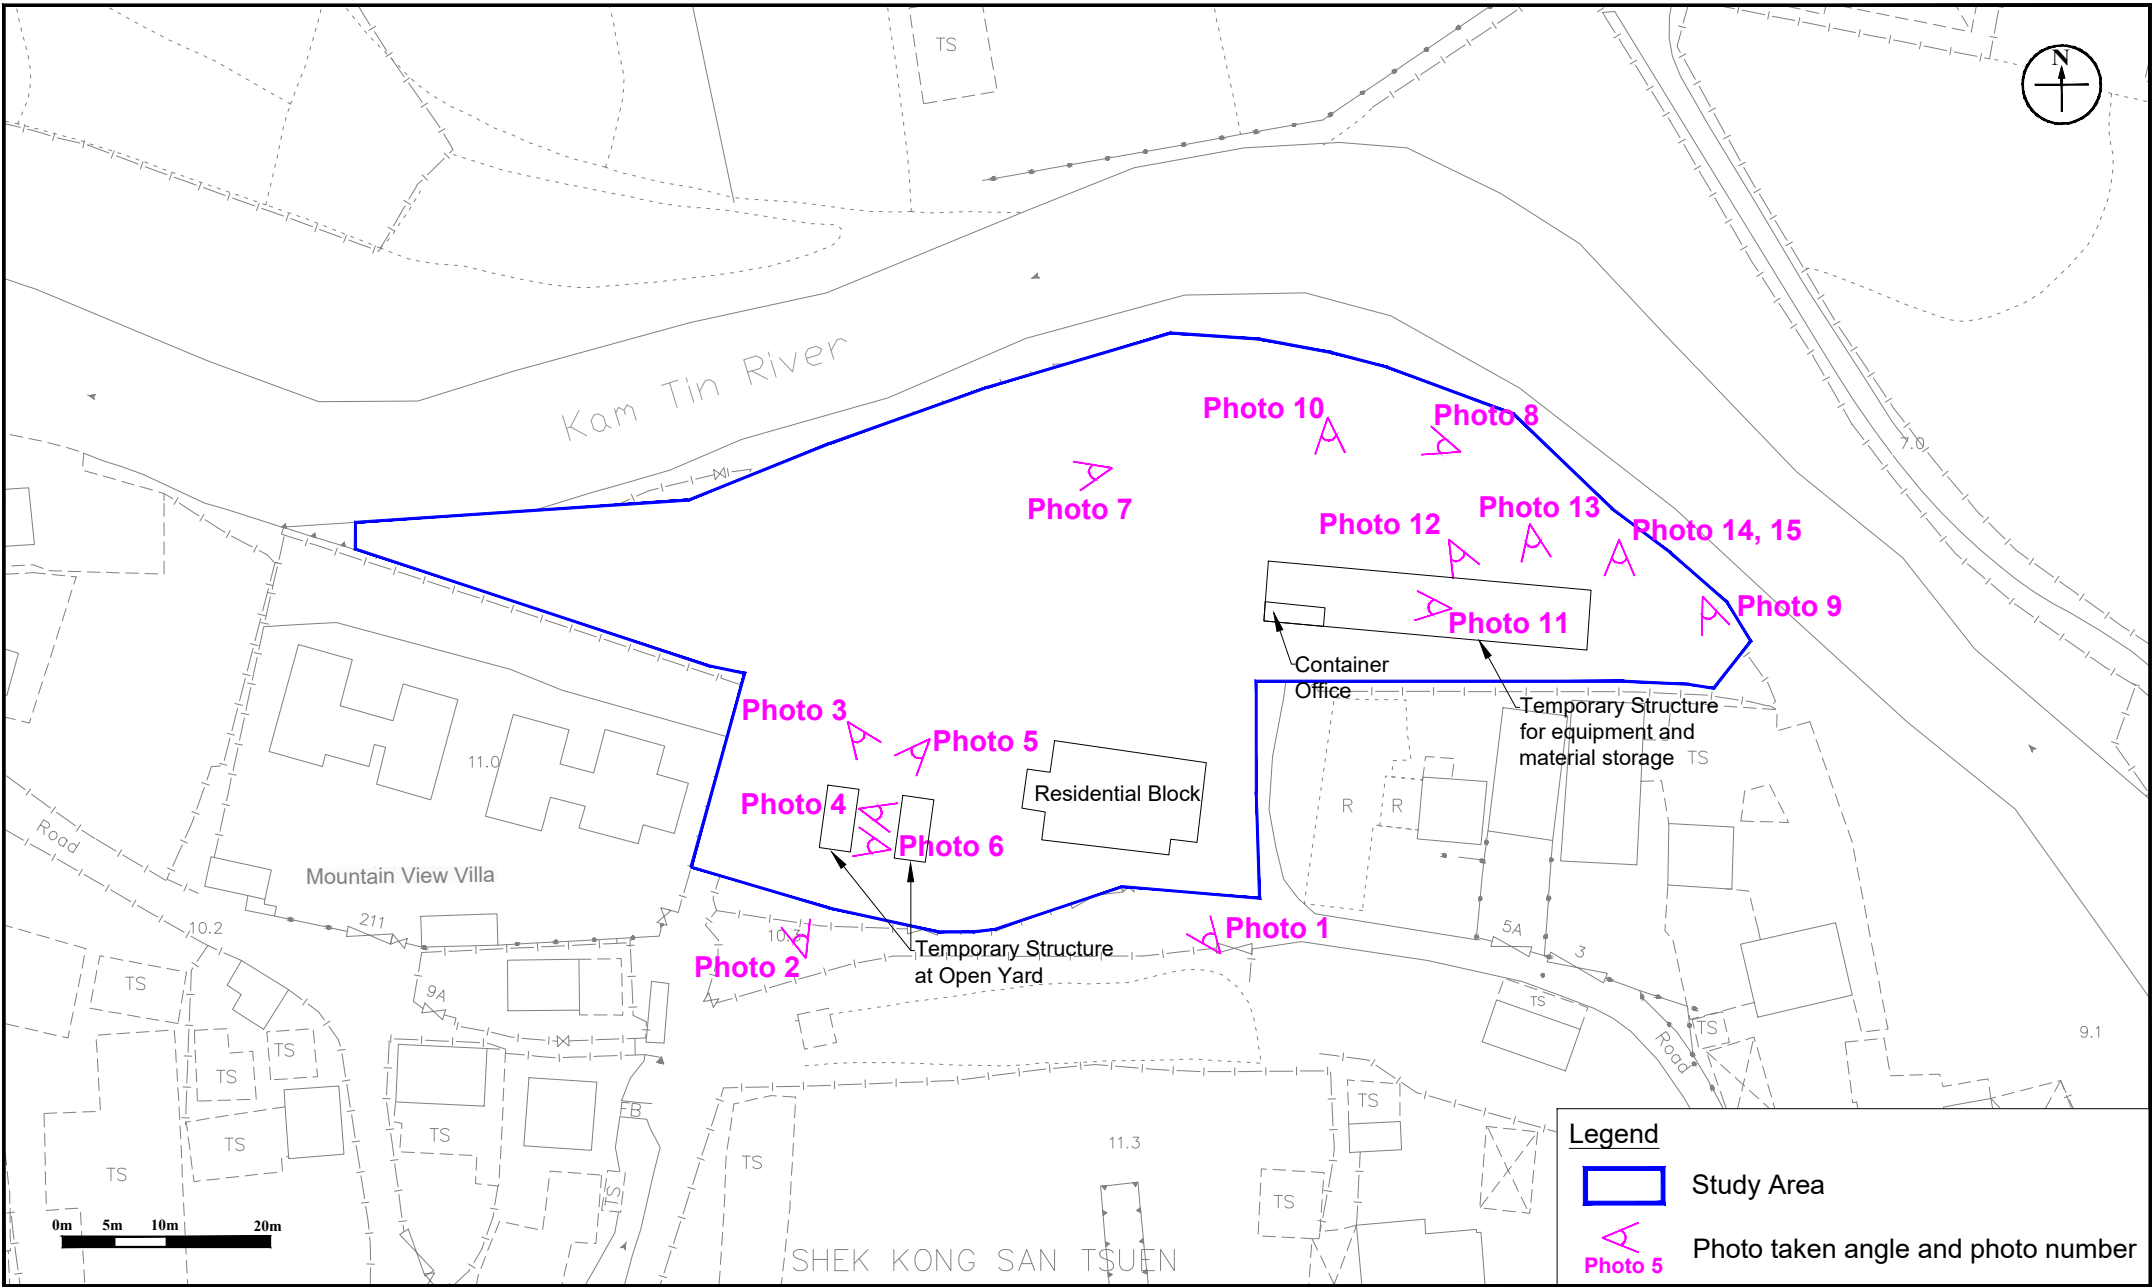 TS
N
Kam Tin River
Photo 10
Photo 8
7.0
Photo 7
Photo 12
Photo 13
Photo 14, 15
Photo 11
Photo 9
Container
Office
Temporary Structure
for equipment and
material storage
TS
Photo 3
Photo 5
11.0
Residential Block
R
R
Photo 4
Photo 6
Road
Mountain View Villa
211
10.2
Photo 1
5A
3
Photo 2
Temporary Structure
at Open Yard
TS
9A
TS
TS
9.1
Road
TS
TS
FB
TS
TS
TS
TS
TS
TS
TS
11.3
TS
0m 5m 10m 20m
SHEK KONG SAN TSUEN
Legend
Study Area
Photo 5
Photo taken angle and photo number